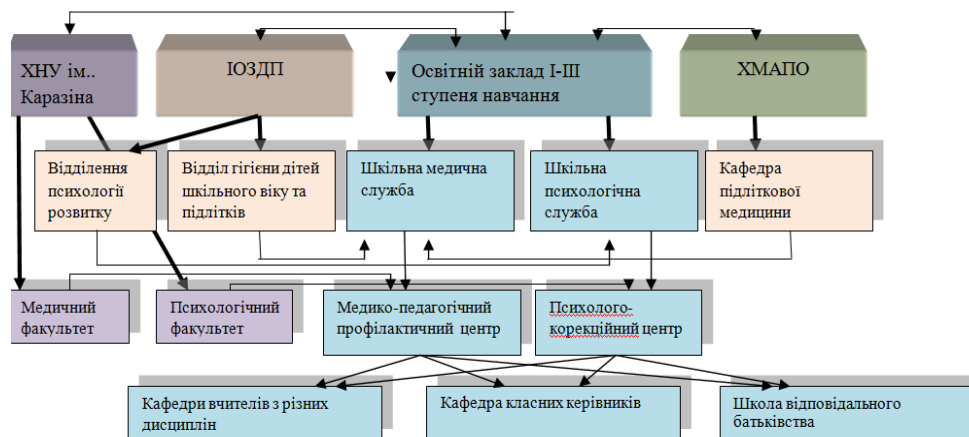 ХНУ ім..
Каразіна
ІОЗДП
Освітній заклад І-ІІІ
ступеня навчання
ХМАПО
Відділення
психології
розвитку
Відділ гігієни дітей
шкільного віку та
підлітків
Шкільна медична
служба
Шкільна
психологічна
служба
Кафедра
підліткової
медицини
Медичний
факультет
Психологічний
факультет
Медико-педагогічний
профілактичний центр
Психолого-
корекційний центр
Кафедри вчителів з різних
дисциплін
Кафедра класних керівників
Школа відповідального
батьківства